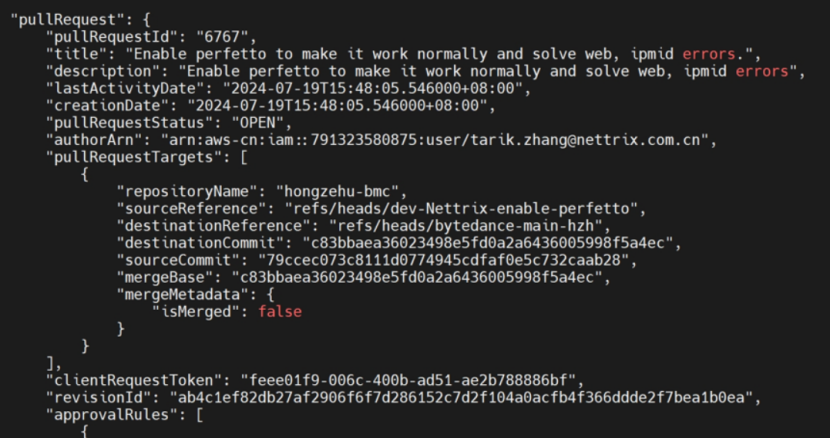 "pullRequest": {
"pullRequestId": "6767",
"title": "Enable perfetto to make it work normally and solve web, ipmid errors.",
"description": "Enable perfetto to make it work normally and solve web, ipmid errors",
"lastActivityDate": "2024-07-19T15:48:05.546000+08:00",
"creationDate": "2024-07-19T15:48:05.546000+08:00",
"pullRequestStatus": "OPEN",
"authorArn": "arn:aws-cn:iam::791323580875:user/tarik.zhang@nettrix.com.cn",
"pullRequestTargets": [
{
"repositoryName": "hongzehu-bmc",
"sourceReference": "refs/heads/dev-Nettrix-enable-perfetto",
"destinationReference": "refs/heads/bytedance-main-hzh",
"destinationCommit": "c83bbaea36023498e5fd0a2a6436005998f5a4ec",
"sourceCommit": "79ccec073c8111d0774945cdfaf0e5c732caab28",
"mergeBase": "c83bbaea36023498e5fd0a2a6436005998f5a4ec",
"mergeMetadata": {
"isMerged": false
}
}
],
"clientRequestToken": "feee01f9-006c-400b-ad51-ae2b788886bf",
"revisionId": "ab4c1ef82db27af2906f6f7d286152c7d2f104a0acfb4f366ddde2f7bea1b0ea",
"approvalRules": [
{